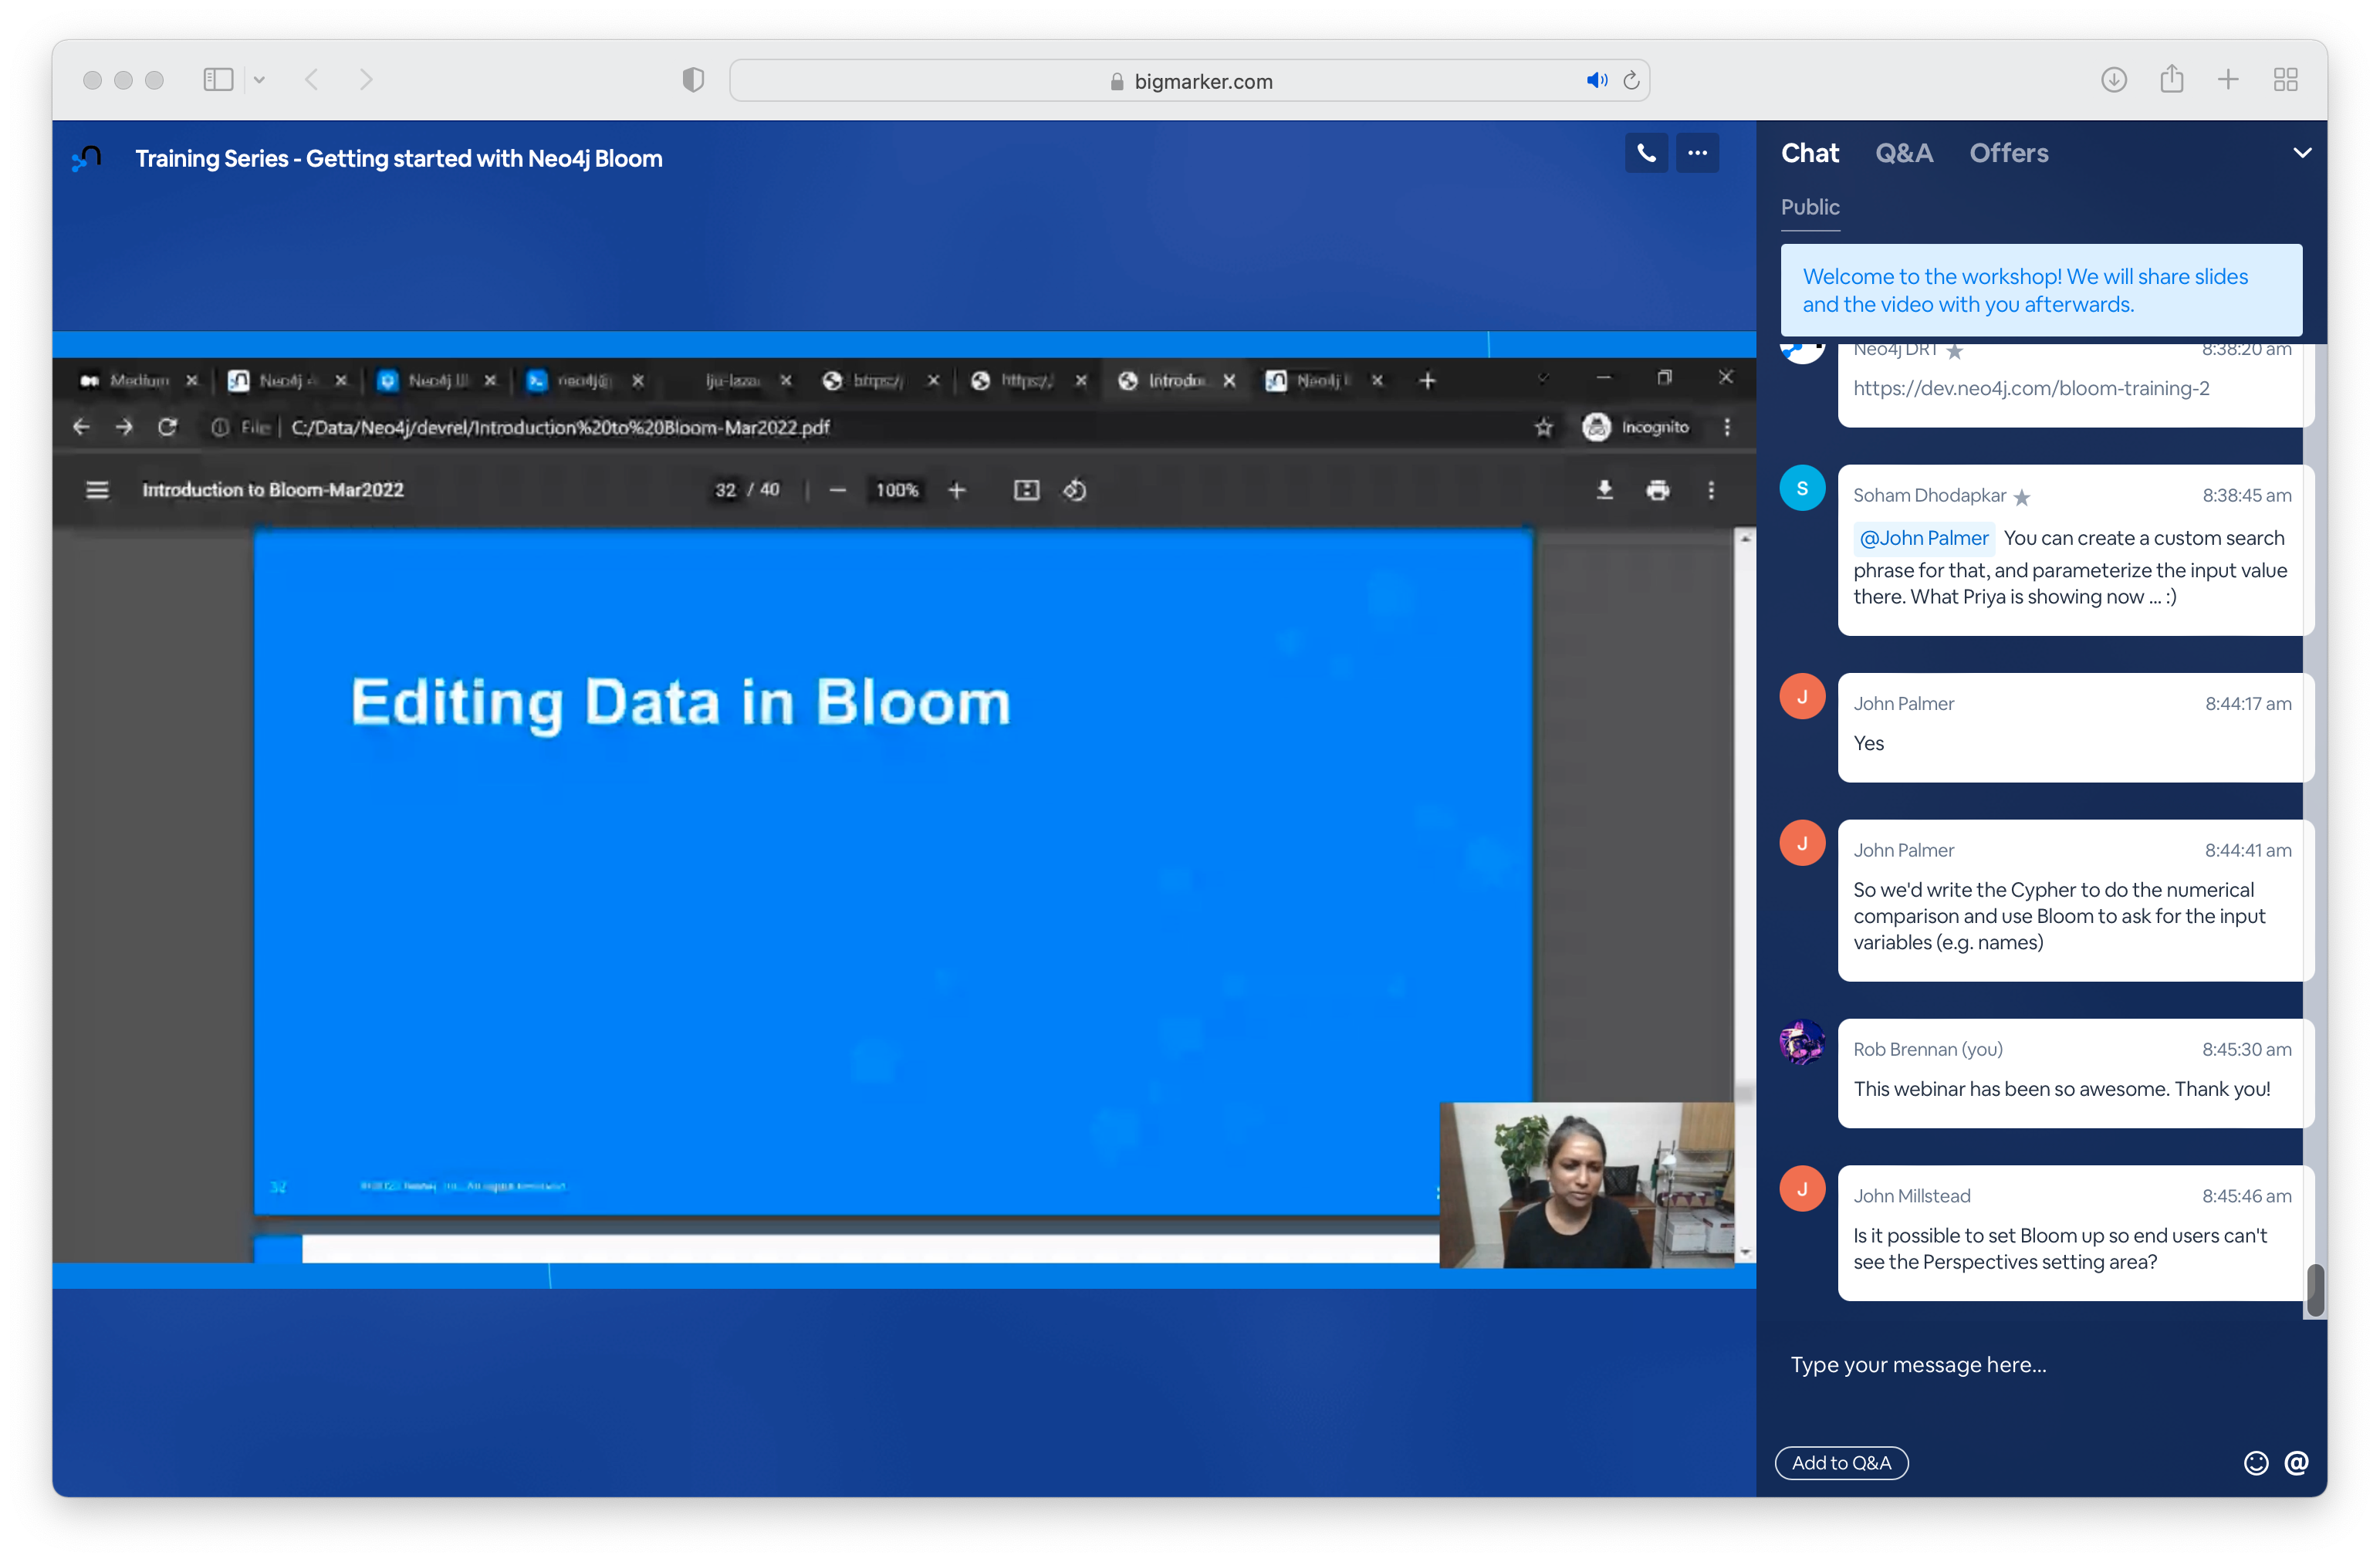 bigmarker.com
Training Series - Getting started with Neo4j Bloom
Medium
Neo4j
Neo4j
neo4j@
https:/
https:/
Introdu
Neo4j
File | C:/Data/Neo4j/devrel/Introduction%20to%20Bloom-Mar2022.pdf
Incognito
Introduction to Bloom-Mar2022
32 / 40
100%
Editing Data in Bloom
32
Chat
Q&A
Offers
Public
Welcome to the workshop! We will share slides
and the video with you afterwards.
Neo4j DRT
8:38:20 am
https://dev.neo4j.com/bloom-training-2
S
Soham Dhodapkar
8:38:45 am
@John Palmer You can create a custom search
phrase for that, and parameterize the input value
there. What Priya is showing now ... :)
J
John Palmer
8:44:17 am
Yes
J
John Palmer
8:44:41 am
So we'd write the Cypher to do the numerical
comparison and use Bloom to ask for the input
variables (e.g. names)
Rob Brennan (you)
8:45:30 am
This webinar has been so awesome. Thank you!
J
John Millstead
8:45:46 am
Is it possible to set Bloom up so end users can't
see the Perspectives setting area?
Type your message here...
Add to Q&A
@